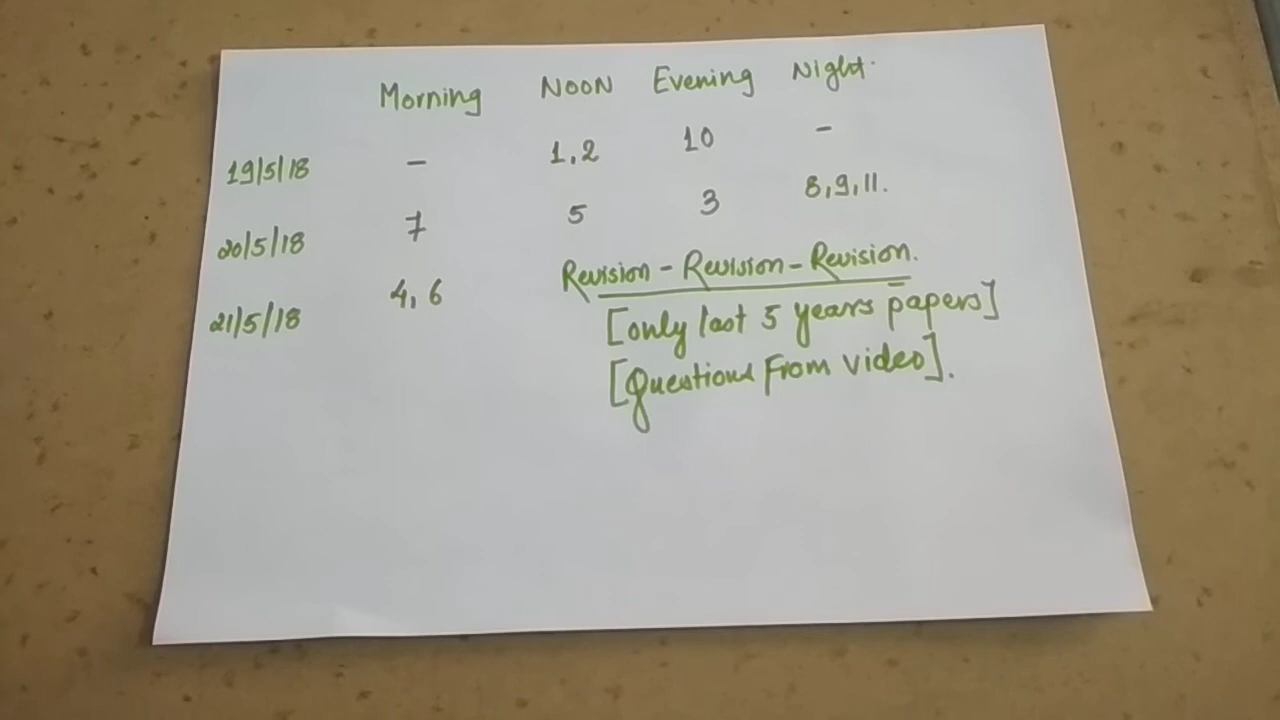 Morning NOON Evening Night.
19/5/18 - 1,2 10 -
20/5/18 7 5 3 8,9,11.
21/5/18 4,6 Revision - Revision - Revision.
[only last 5 years papers]
[Questions From video].